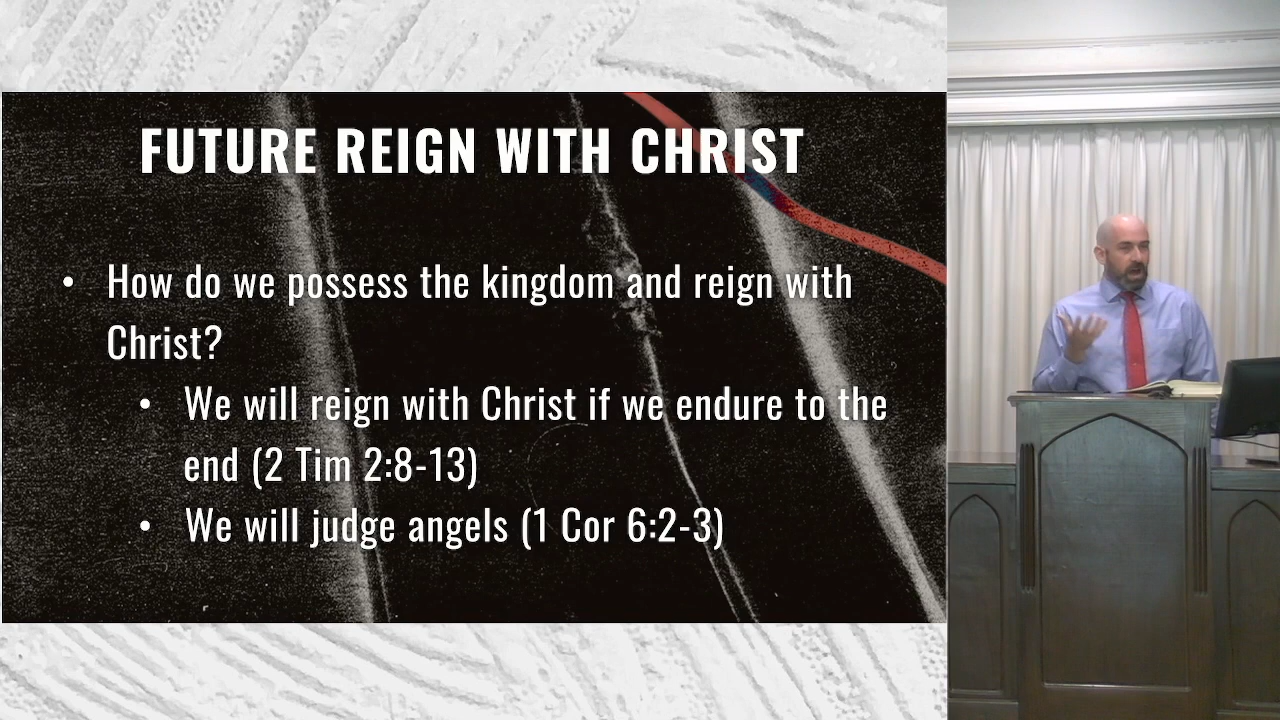 FUTURE REIGN WITH CHRIST
• How do we possess the kingdom and reign with
Christ?
• We will reign with Christ if we endure to the
end (2 Tim 2:8-13)
• We will judge angels (1 Cor 6:2-3)